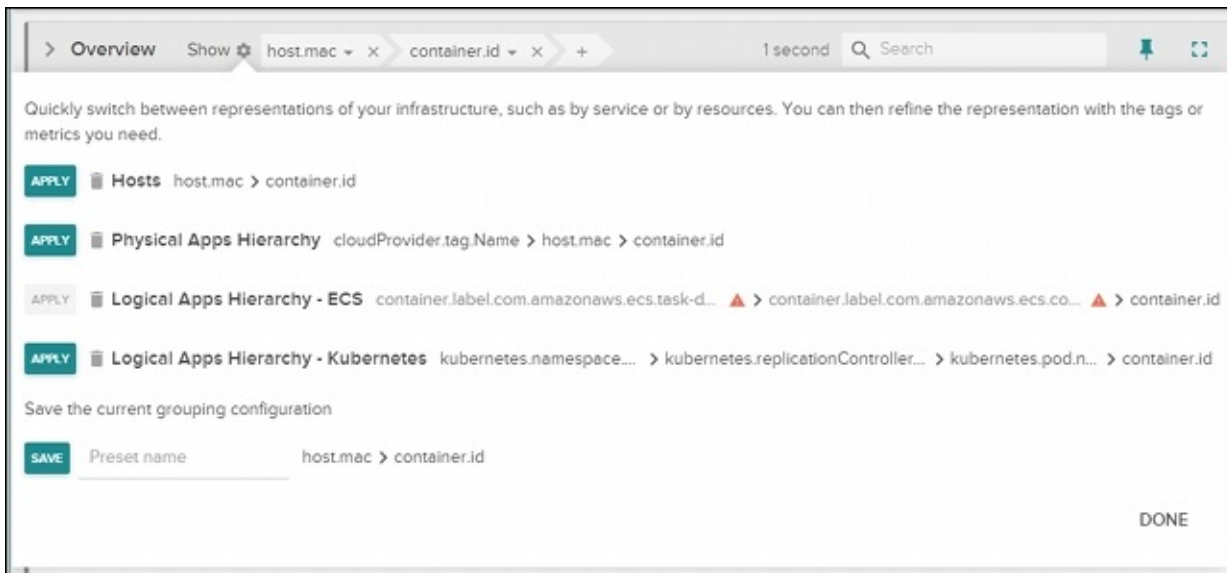 Overview Show host.mac × container.id × + 1 second Search
Quickly switch between representations of your infrastructure, such as by service or by resources. You can then refine the representation with the tags or
metrics you need.
APPLY Hosts host.mac > container.id
APPLY Physical Apps Hierarchy cloudProvider.tag.Name > host.mac > container.id
APPLY Logical Apps Hierarchy - ECS container.label.com.amazonaws.ecs.task-d... > container.label.com.amazonaws.ecs.co... > container.id
APPLY Logical Apps Hierarchy - Kubernetes kubernetes.namespace.... > kubernetes.replicationController... > kubernetes.pod.n... > container.id
Save the current grouping configuration
SAVE Preset name host.mac > container.id
DONE